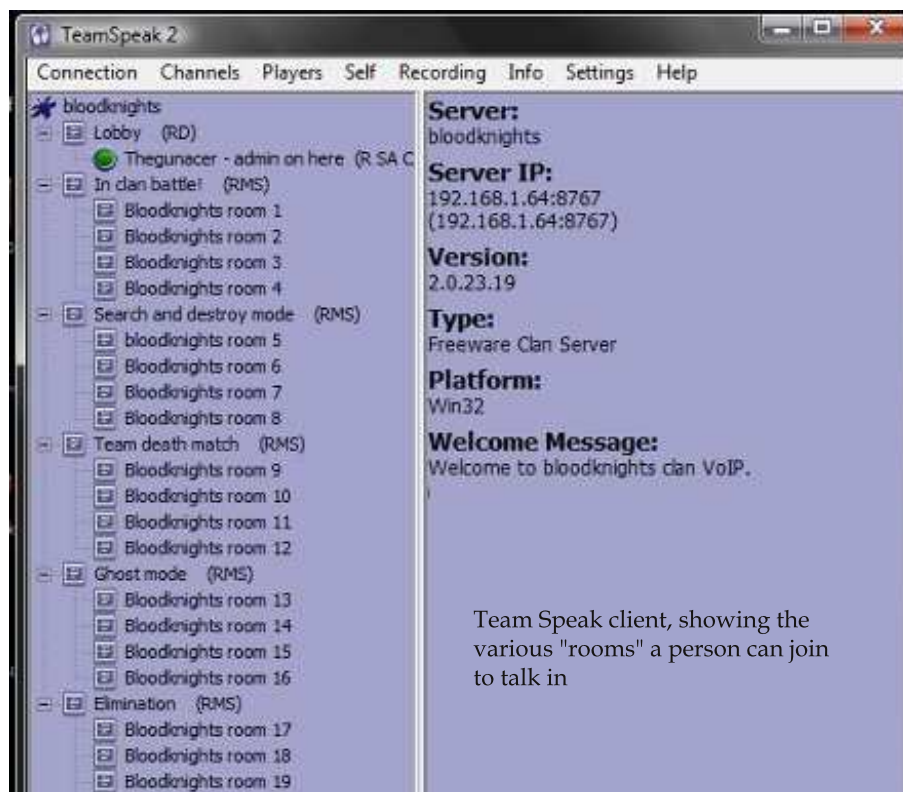 TeamSpeak 2
Connection Channels Players Self Recording Info Settings Help
bloodknights
Lobby (RD)
Thegunacer - admin on here (R SA C
In clan battle! (RMS)
Bloodknights room 1
Bloodknights room 2
Bloodknights room 3
Bloodknights room 4
Search and destroy mode (RMS)
bloodknights room 5
Bloodknights room 6
Bloodknights room 7
Bloodknights room 8
Team death match (RMS)
Bloodknights room 9
Bloodknights room 10
Bloodknights room 11
Bloodknights room 12
Ghost mode (RMS)
Bloodknights room 13
Bloodknights room 14
Bloodknights room 15
Bloodknights room 16
Elimination (RMS)
Bloodknights room 17
Bloodknights room 18
Bloodknights room 19
Server:
bloodknights
Server IP:
192.168.1.64:8767
(192.168.1.64:8767)
Version:
2.0.23.19
Type:
Freeware Clan Server
Platform:
Win32
Welcome Message:
Welcome to bloodknights clan VoIP.
Team Speak client, showing the
various "rooms" a person can join
to talk in